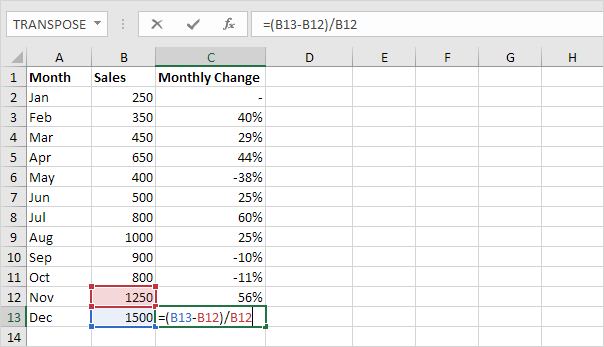 TRANSPOSE fx =(B13-B12)/B12
A B C D E F G H
1 Month Sales Monthly Change
2 Jan 250 -
3 Feb 350 40%
4 Mar 450 29%
5 Apr 650 44%
6 May 400 -38%
7 Jun 500 25%
8 Jul 800 60%
9 Aug 1000 25%
10 Sep 900 -10%
11 Oct 800 -11%
12 Nov 1250 56%
13 Dec 1500 =(B13-B12)/B12
14